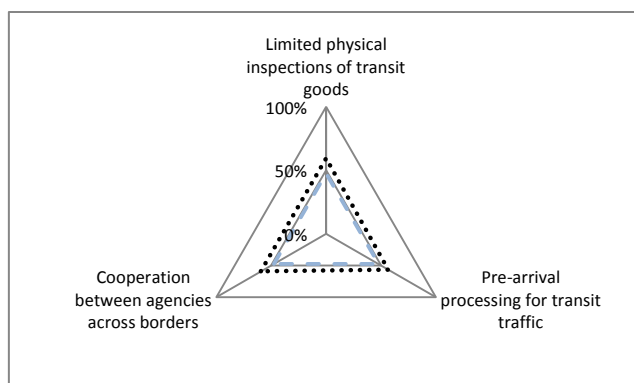 Limited physical
inspections of transit
goods
100%
50%
0%
Cooperation
between agencies
across borders
Pre-arrival
processing for transit
traffic